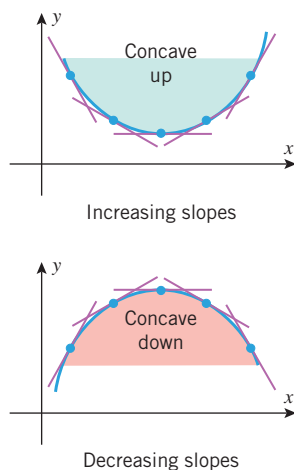 y
Concave
up
x
Increasing slopes
y
x
Concave
down
Decreasing slopes